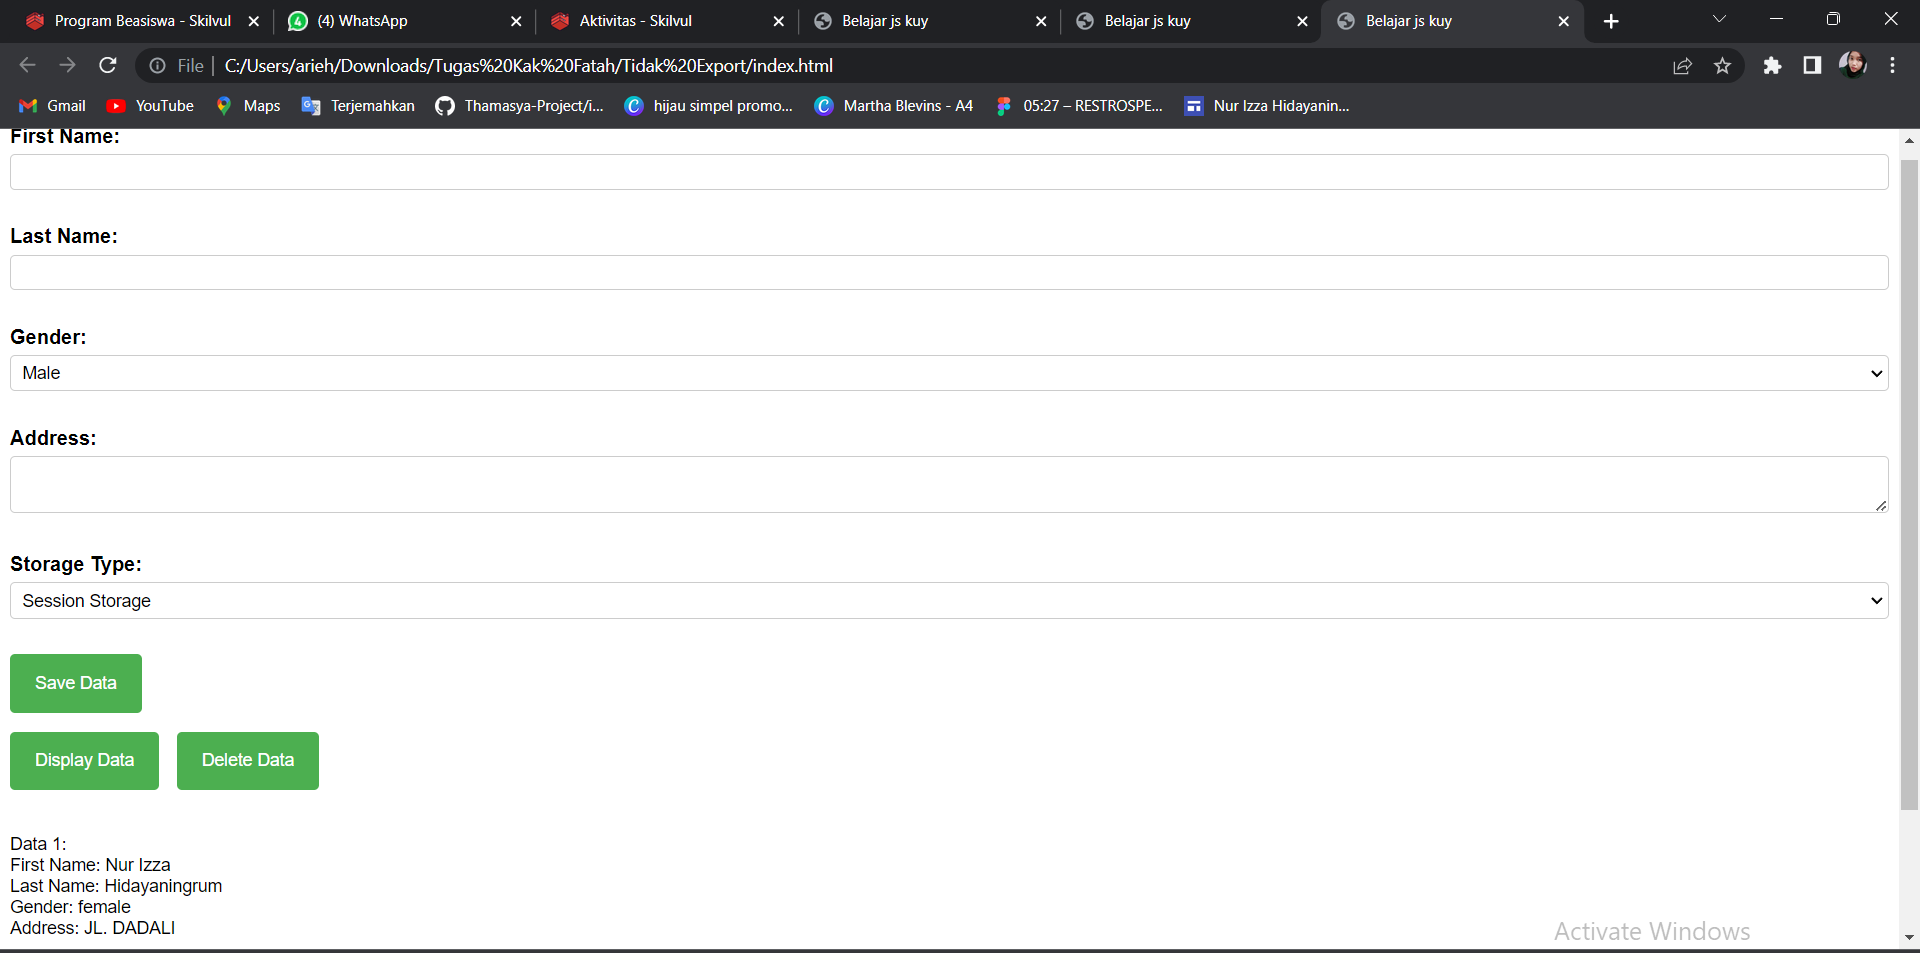 Program Beasiswa - Skilvul
(4) WhatsApp
Aktivitas - Skilvul
Belajar js kuy
Belajar js kuy
Belajar js kuy
File
C:/Users/arieh/Downloads/Tugas%20Kak%20Fatah/Tidak%20Export/index.html
Gmail
YouTube
Maps
Terjemahkan
Thamasya-Project/i...
hijau simpel promo...
Martha Blevins - A4
05:27 – RESTROSPE...
Nur Izza Hidayanin...
First Name:
Last Name:
Gender:
Male
Address:
Storage Type:
Session Storage
Save Data
Display Data
Delete Data
Data 1:
First Name: Nur Izza
Last Name: Hidayaningrum
Gender: female
Address: JL. DADALI
Activate Windows